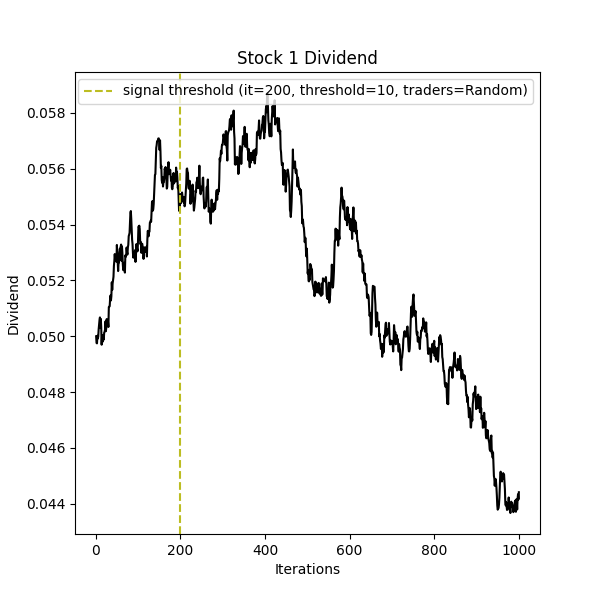 Stock 1 Dividend
signal threshold (it=200, threshold=10, traders=Random)
0.058
0.056
0.054
0.052
0.050
0.048
0.046
0.044
Dividend
0 200 400 600 800 1000
Iterations